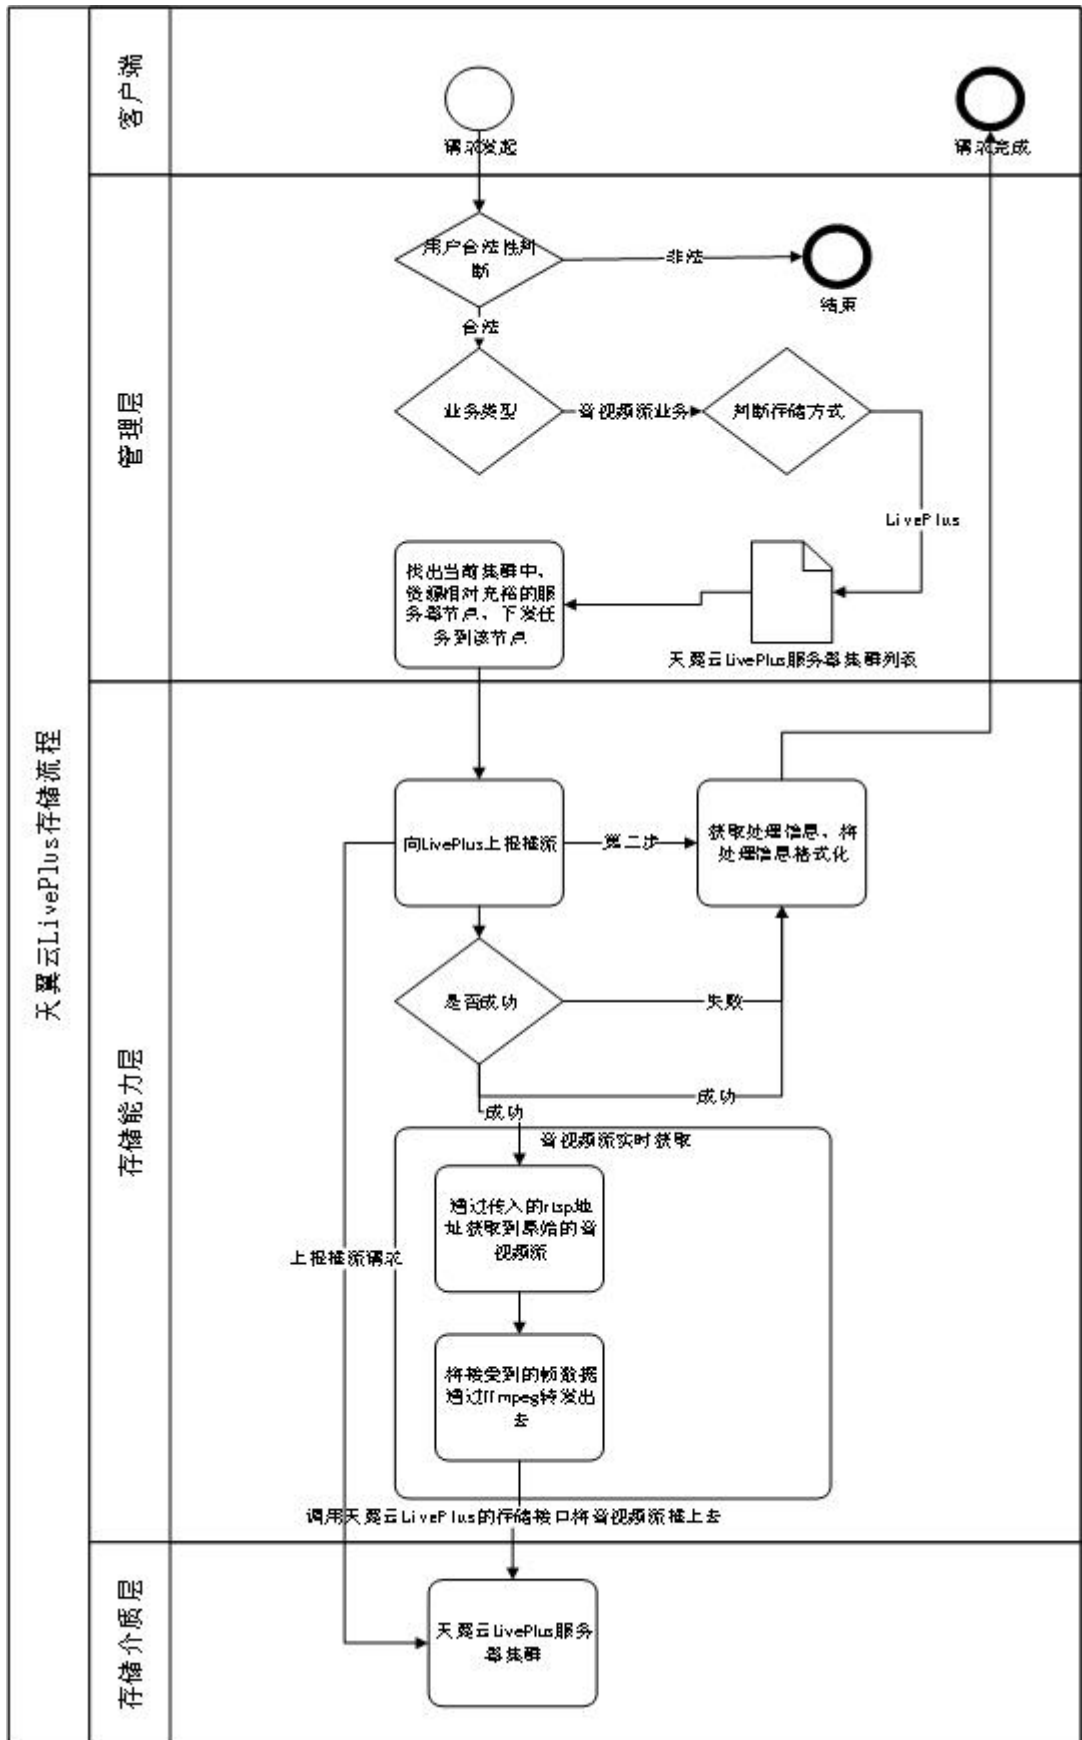 天翼云LivePlus存储流程
客户端
请求发起
请求完成
管理层
用户合法性判
断
非法
结束
合法
业务类型
音视频流业务
判断存储方式
LivePlus
找出当前集群中、
资源相对充裕的服
务器节点、下发任
务到该节点
天翼云LivePlus服务器集群列表
存储能力层
向LivePlus上报推流
第二步
获取处理信息、将
处理信息格式化
是否成功
失败
成功
成功
音视频流实时获取
通过传入的rtsp地
址获取到原始的音
视频流
上报推流请求
将接受到的帧数据
通过ffmpeg转发出
去
调用天翼云LivePlus的存储接口将音视频流推上去
存储介质层
天翼云LivePlus服务
器集群